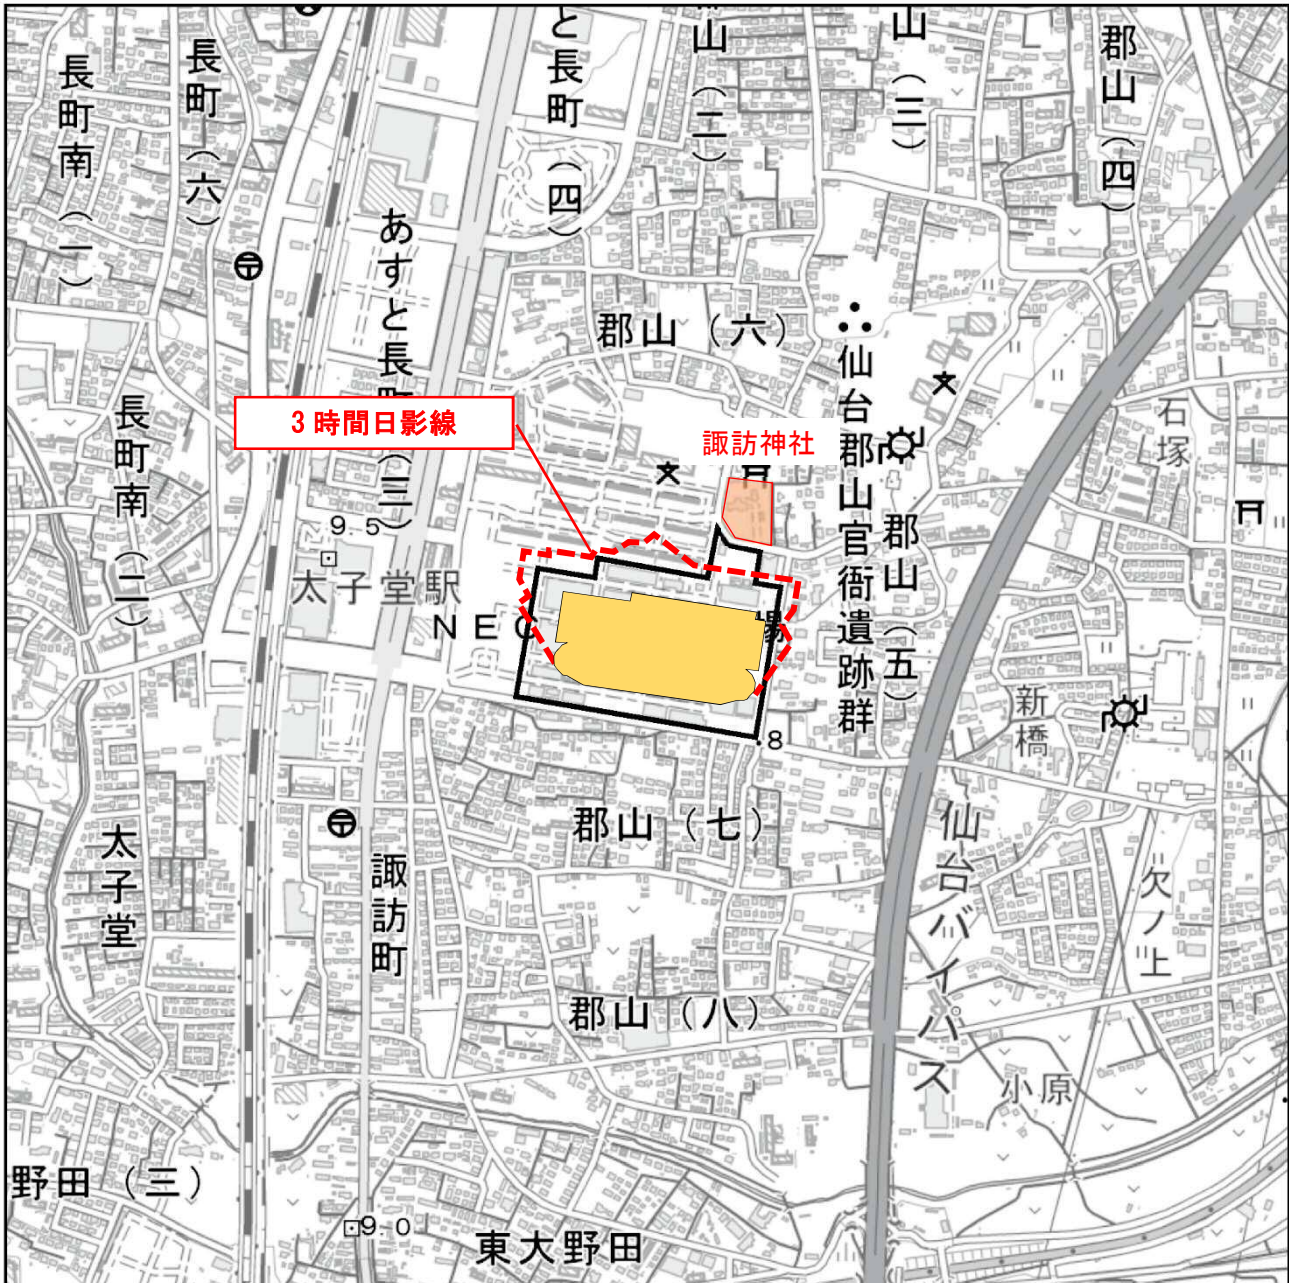 長町南（一）
長町（六）
と長町（四）
山（二）
山（三）
郡山（四）
あすと長町（三）
郡山（六）
3時間日影線
諏訪神社
仙台郡山官衙遺跡群
石塚
長町南（二）
9.5
太子堂駅
NEC
場
郡山（五）
新橋
.8
郡山（七）
仙台バイパス
太子堂
諏訪町
欠ノ上
郡山（八）
小原
野田（三）
9.0
東大野田